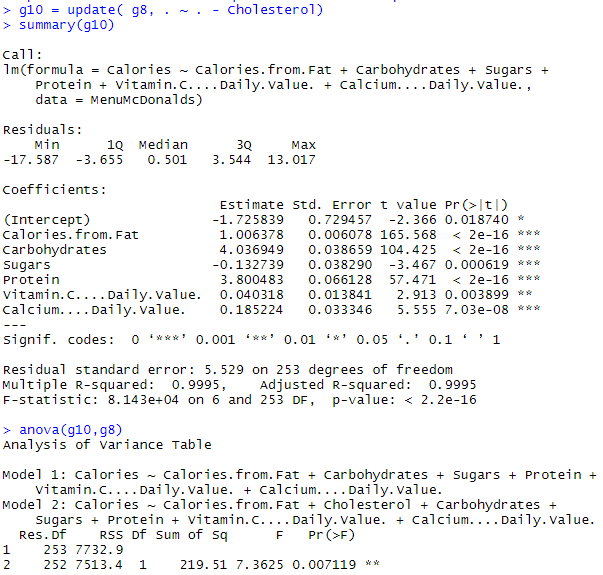 > g10 = update( g8, . ~ . - Cholesterol)
> summary(g10)
Call:
lm(formula = Calories ~ Calories.from.Fat + Carbohydrates + Sugars +
    Protein + Vitamin.C....Daily.Value. + Calcium....Daily.Value.,
    data = MenuMcDonalds)
Residuals:
    Min      1Q  Median      3Q     Max
-17.587  -3.655   0.501   3.544  13.017
Coefficients:
                           Estimate Std. Error t value Pr(>|t|)
(Intercept)               -1.725839   0.729457  -2.366 0.018740 *
Calories.from.Fat          1.006378   0.006078 165.568  < 2e-16 ***
Carbohydrates              4.036949   0.038659 104.425  < 2e-16 ***
Sugars                    -0.132739   0.038290  -3.467 0.000619 ***
Protein                    3.800483   0.066128  57.471  < 2e-16 ***
Vitamin.C....Daily.Value.  0.040318   0.013841   2.913 0.003899 **
Calcium....Daily.Value.    0.185224   0.033346   5.555 7.03e-08 ***
---
Signif. codes:  0 ‘***’ 0.001 ‘**’ 0.01 ‘*’ 0.05 ‘.’ 0.1 ‘ ’ 1
Residual standard error: 5.529 on 253 degrees of freedom
Multiple R-squared:  0.9995,    Adjusted R-squared:  0.9995
F-statistic: 8.143e+04 on 6 and 253 DF,  p-value: < 2.2e-16
> anova(g10,g8)
Analysis of Variance Table
Model 1: Calories ~ Calories.from.Fat + Carbohydrates + Sugars + Protein +
    Vitamin.C....Daily.Value. + Calcium....Daily.Value.
Model 2: Calories ~ Calories.from.Fat + Cholesterol + Carbohydrates +
    Sugars + Protein + Vitamin.C....Daily.Value. + Calcium....Daily.Value.
  Res.Df    RSS Df Sum of Sq      F   Pr(>F)
1    253 7732.9
2    252 7513.4  1    219.51 7.3625 0.007119 **